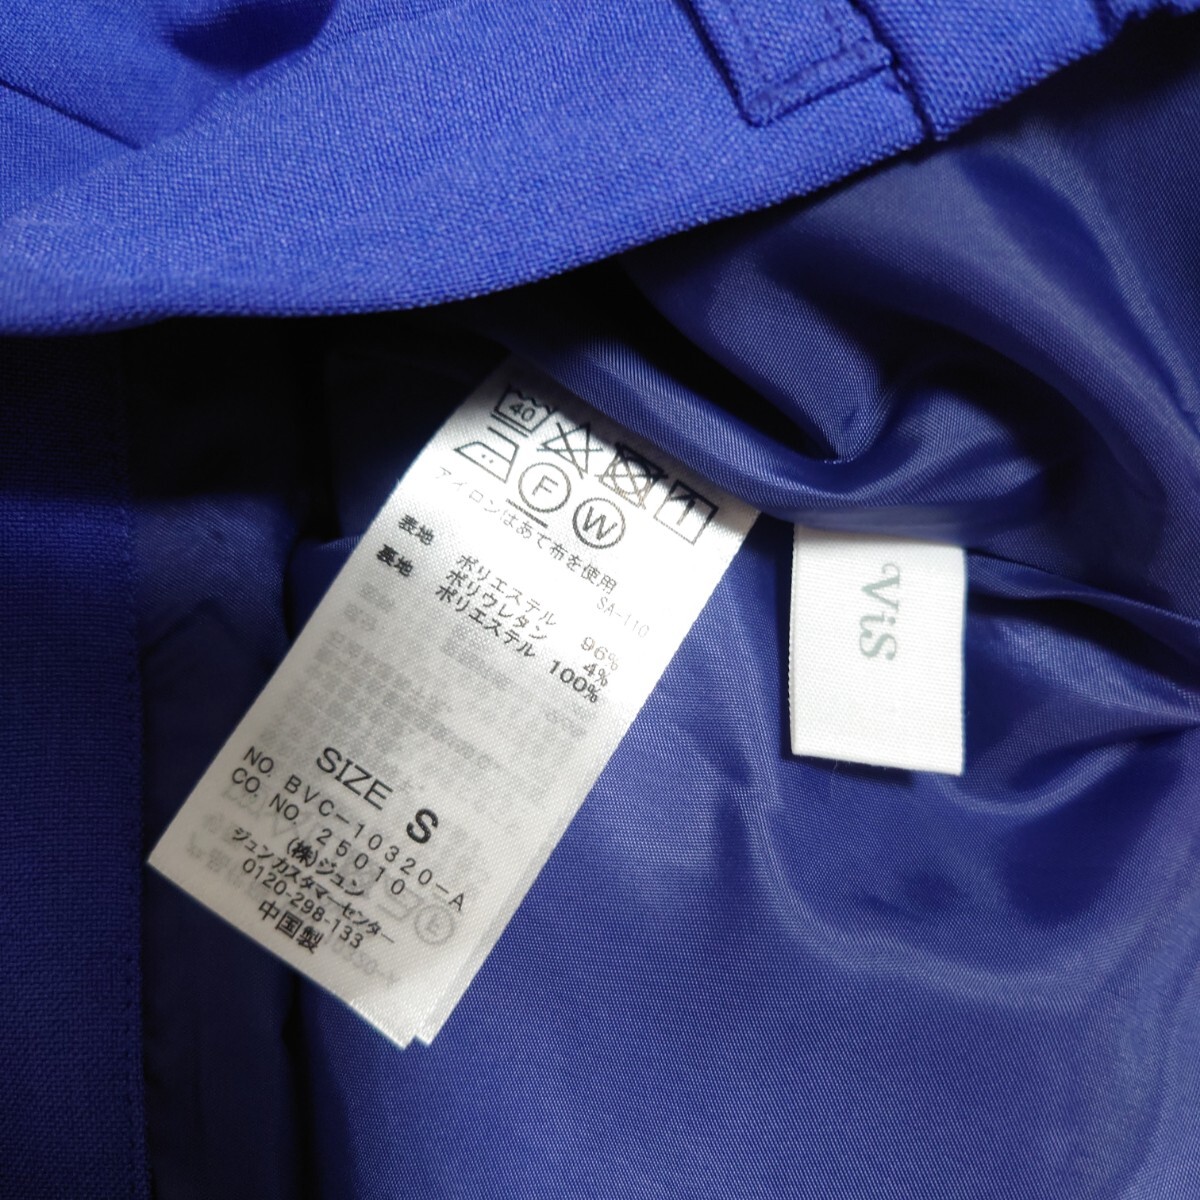 40
F
W
アイロンはあて布を使用
SA-110
表地 ポリエステル 96%
ポリウレタン 4%
裏地 ポリエステル 100%
SIZE S
NO. BVC-10320-A
CO. NO. 25010
(株)ジュン
ジュンカスタマーセンター
0120-298-133
中国製
ViS